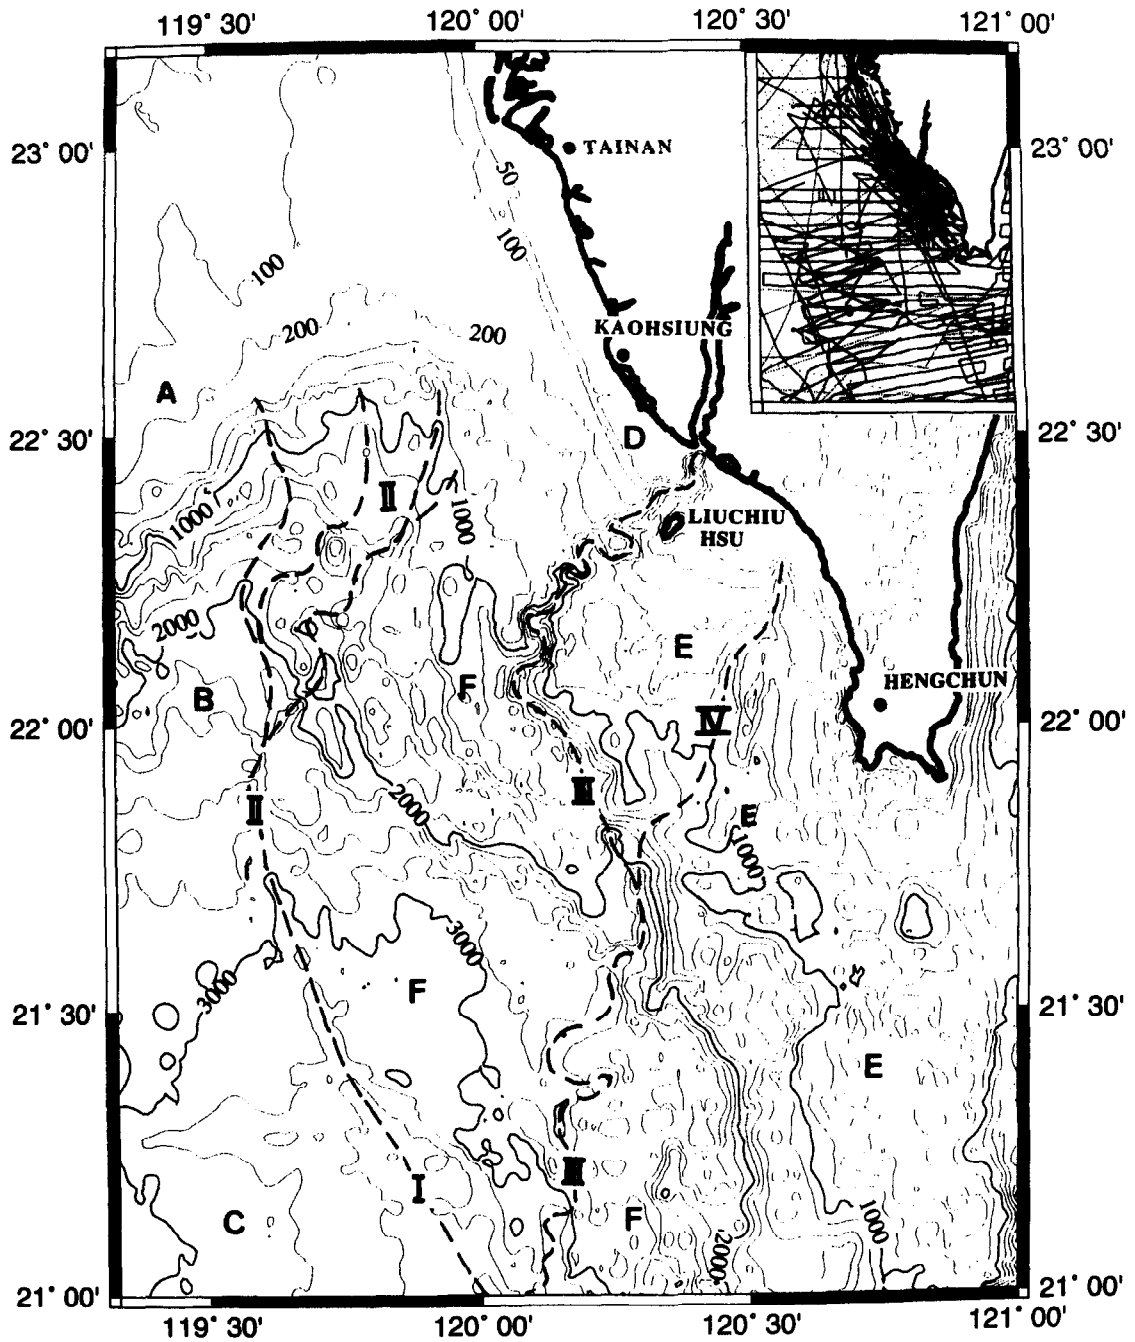 119° 30'
120° 00'
120° 30'
121° 00'
23° 00'
TAINAN
23° 00'
50
100
100
200
200
KAOHSIUNG
A
22° 30'
D
22° 30'
II
1000
1000
LIUCHIU
HSU
2000
E
B
F
HENGCHUN
22° 00'
IV
22° 00'
II
2000
III
E
1000
3000
3000
F
21° 30'
21° 30'
E
I
III
C
F
2000
1000
21° 00'
21° 00'
119° 30'
120° 00'
120° 30'
121° 00'